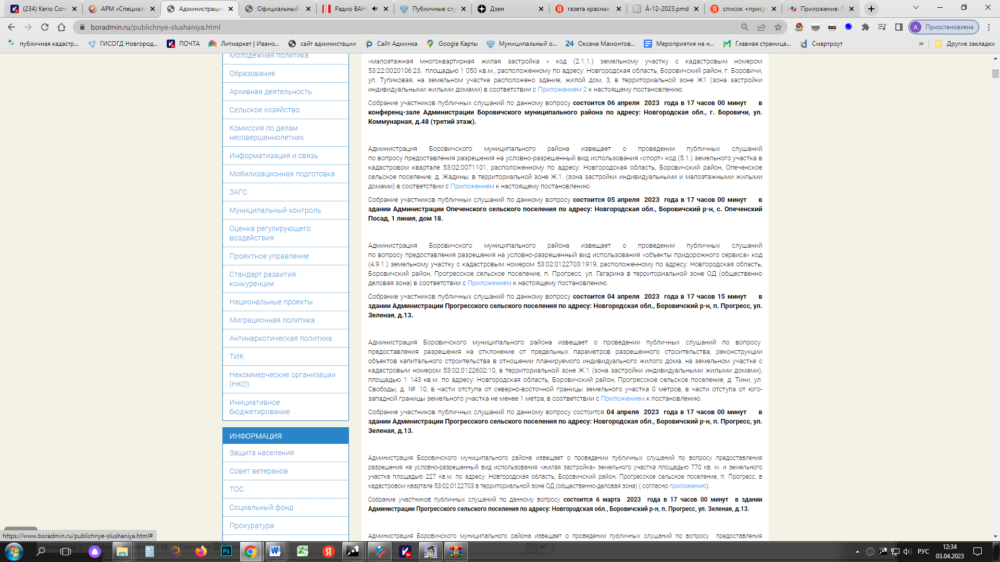 (234) Kerio Conn
АРМ «Специаль
Администрация
Официальный
Радио ВАН
Публичные слу
Дзен
газета красная
Â-12-2023.pmd
список +прису
Приложение. П
boradmin.ru/publichnye-slushaniya.html
А Приостановлена
публичная кадастр...
ГИСОГД Новгород...
ПОЧТА
Литмаркет | Ивано...
сайт администации
Сайт Админка
Google Карты
Муниципальный о...
24 Оксана Мамонтов...
Мероприятия на н...
Главная страница...
Смартроут
»
Другие закладки
Молодежная политика
Образование
Архивная деятельность
Сельское хозяйство
Комиссия по делам
несовершеннолетних
Информатизация и связь
Мобилизационная подготовка
ЗАГС
Муниципальный контроль
Оценка регулирующего
воздействия
Проектное управление
Стандарт развития
конкуренции
Национальные проекты
Миграционная политика
Антинаркотическая политика
ТИК
Некоммерческие организации
(НКО)
Инициативное
бюджетирование
ИНФОРМАЦИЯ
Защита населения
Совет ветеранов
ТОС
Социальный фонд
Прокуратура
«малоэтажная многоквартирная жилая застройка » код (2.1.1.) земельному участку с кадастровым номером
53:22:0020106:23, площадью 1 050 кв.м., расположенному по адресу: Новгородская область, Боровичский район, г. Боровичи,
ул. Тупиковая, на земельном участке расположено здание, жилой дом, 3, в территориальной зоне Ж1 (зона застройки
индивидуальными жилыми домами) в соответствии с Приложением 2 к настоящему постановлению.
Собрание участников публичных слушаний по данному вопросу состоится 06 апреля 2023 года в 17 часов 00 минут в
конференц-зале Администрации Боровичского муниципального района по адресу: Новгородская обл., г. Боровичи, ул.
Коммунарная, д.48 (третий этаж).
Администрация Боровичского муниципального района извещает о проведении публичных слушаний
по вопросу предоставления разрешения на условно-разрешенный вид использования «спорт» код (5.1.) земельного участка в
кадастровом квартале 53:02:0071101, расположенному по адресу: Новгородская область, Боровичский район, Опеченское
сельское поселение, д. Жадины, в территориальной зоне Ж.1. (зона застройки индивидуальными и малоэтажными жилыми
домами) в соответствии с Приложением к настоящему постановлению.
Собрание участников публичных слушаний по данному вопросу состоится 05 апреля 2023 года в 17 часов 00 минут в
здании Администрации Опеченского сельского поселения по адресу: Новгородская обл., Боровичский р-н, с. Опеченский
Посад, 1 линия, дом 18.
Администрация Боровичского муниципального района извещает о проведении публичных слушаний
по вопросу предоставления разрешения на условно-разрешенный вид использования «объекты придорожного сервиса» код
(4.9.1.) земельному участку с кадастровым номером 53:02:0122703:1919, расположенному по адресу: Новгородская область,
Боровичский район, Прогресское сельское поселение, п. Прогресс, ул. Гагарина в территориальной зоне ОД (общественно
деловая зона) в соответствии с Приложением к настоящему постановлению.
Собрание участников публичных слушаний по данному вопросу состоится 04 апреля 2023 года в 17 часов 15 минут в
здании Администрации Прогресского сельского поселения по адресу: Новгородская обл., Боровичский р-н, п. Прогресс, ул.
Зеленая, д.13.
Администрация Боровичского муниципального района извещает о проведении публичных слушаний по вопросу
предоставления разрешения на отклонение от предельных параметров разрешенного строительства, реконструкции
объектов капитального строительства в отношении планируемого индивидуального жилого дома, на земельном участке с
кадастровым номером 53:02:0122602:10, в территориальной зоне Ж.1 (зона застройки индивидуальными жилыми домами),
площадью 1 143 кв.м. по адресу: Новгородская область, Боровичский район, Прогресское сельское поселение, д. Тини, ул.
Свободы, д. № 10, в части отступа от северно-восточной границы земельного участка 0 метров, в части отступа от юго-
западной границы земельного участка не менее 1 метра, в соответствии с Приложением к постановлению.
Собрание участников публичных слушаний по данному вопросу состоится 04 апреля 2023 года в 17 часов 00 минут в
здании Администрации Прогресского сельского поселения по адресу: Новгородская обл., Боровичский р-н, п. Прогресс, ул.
Зеленая, д.13.
Администрация Боровичского муниципального района извещает о проведении публичных слушаний по вопросу предоставления
разрешения на условно-разрешенный вид использования «жилая застройка» земельного участка площадью 770 кв. м. и земельного
участка площадью 227 кв.м. по адресу: Новгородская область, Боровичский район, Прогресское сельское поселение, п. Прогресс, в
кадастровом квартале 53:02:0122703 в территориальной зоне ОД (общественно-деловая зона) ( согласно приложению).
Собрание участников публичных слушаний по данному вопросу состоится 6 марта 2023 года в 17 часов 00 минут в здании
Администрации Прогресского сельского поселения по адресу: Новгородская обл., Боровичский р-н, п. Прогресс, ул. Зеленая, д.13.
Администрация Боровичского муниципального района извещает о проведении публичных слушаний по вопросу предоставления
https://www.boradmin.ru/publichnye-slushaniya.html#
РУС
12:34
03.04.2023